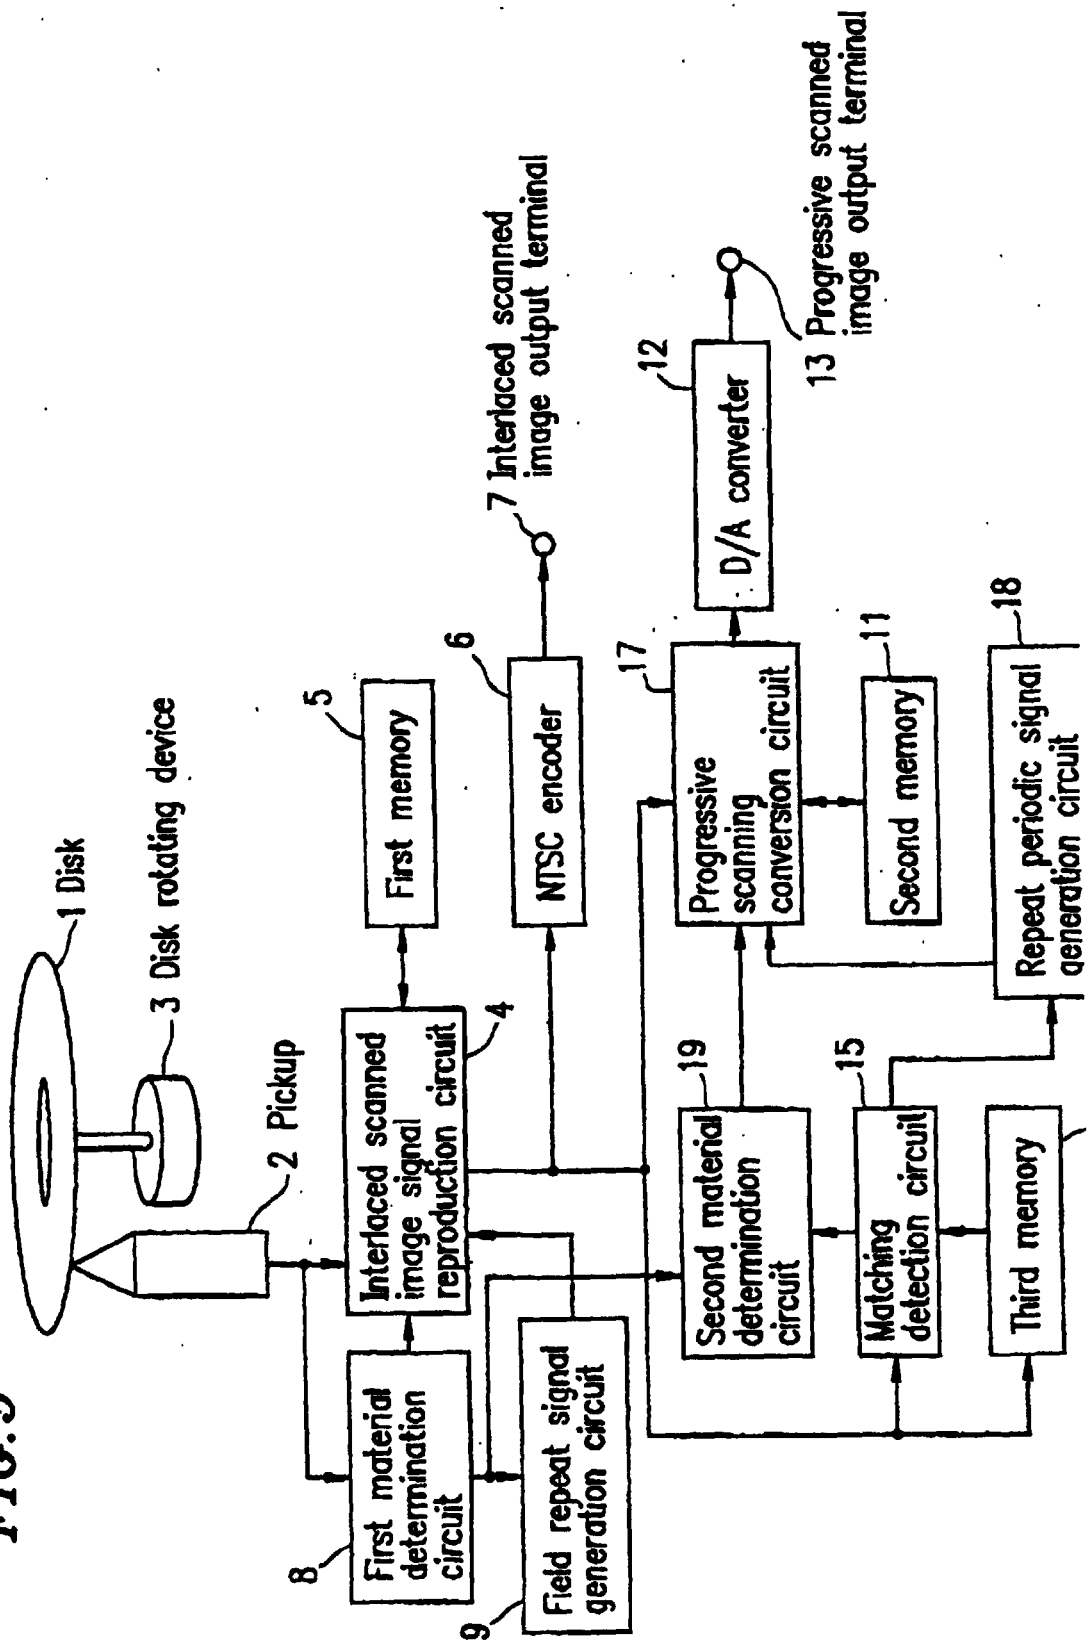 FIG.
1 Disk
3 Disk rotating device
2 Pickup
8
First material
determination
circuit
Interlaced scanned
image signal
reproduction circuit
4
5
First memory
9
Field repeat signal
generation circuit
6
NTSC encoder
7 Interlaced scanned
image output terminal
19
Second material
determination
circuit
17
Progressive
scanning
conversion circuit
12
D/A converter
13 Progressive scanned
image output terminal
15
Matching
detection circuit
11
Second memory
Third memory
18
Repeat periodic signal
generation circuit